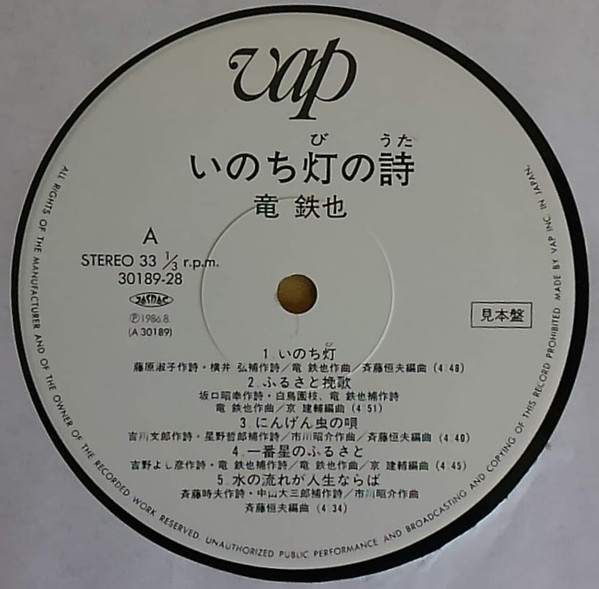 vap
び うた
いのち灯の詩
竜 鉄也
A
STEREO 33 1/3 r.p.m.
30189-28
JASRAC
Ⓟ1986.8.
(A 30189)
見本盤
び
1. いのち灯
藤原淑子作詩・横井 弘補作詩/竜 鉄也作曲/斉藤恒夫編曲 (4 48)
2. ふるさと挽歌
坂口昭幸作詩・白鳥園枝、竜 鉄也補作詩
竜 鉄也作曲/京 建輔編曲 (4 51)
3. にんげん虫の唄
吉川文郎作詩・星野哲郎補作詩/市川昭介作曲/斉藤恒夫編曲 (4 40)
4. 一番星のふるさと
吉野よし彦作詩・竜 鉄也補作詩/竜 鉄也作曲/京 建輔編曲 (4 45)
5. 水の流れが人生ならば
斉藤時夫作詩・中山大三郎補作詩/市川昭介作曲
斉藤恒夫編曲 (4 34)
ALL RIGHTS OF THE MANUFACTURER AND OF THE OWNER OF THE RECORDED WORK RESERVED. UNAUTHORIZED PUBLIC PERFORMANCE AND BROADCASTING AND COPYING OF THIS RECORD PROHIBITED MADE BY VAP INC IN JAPAN.